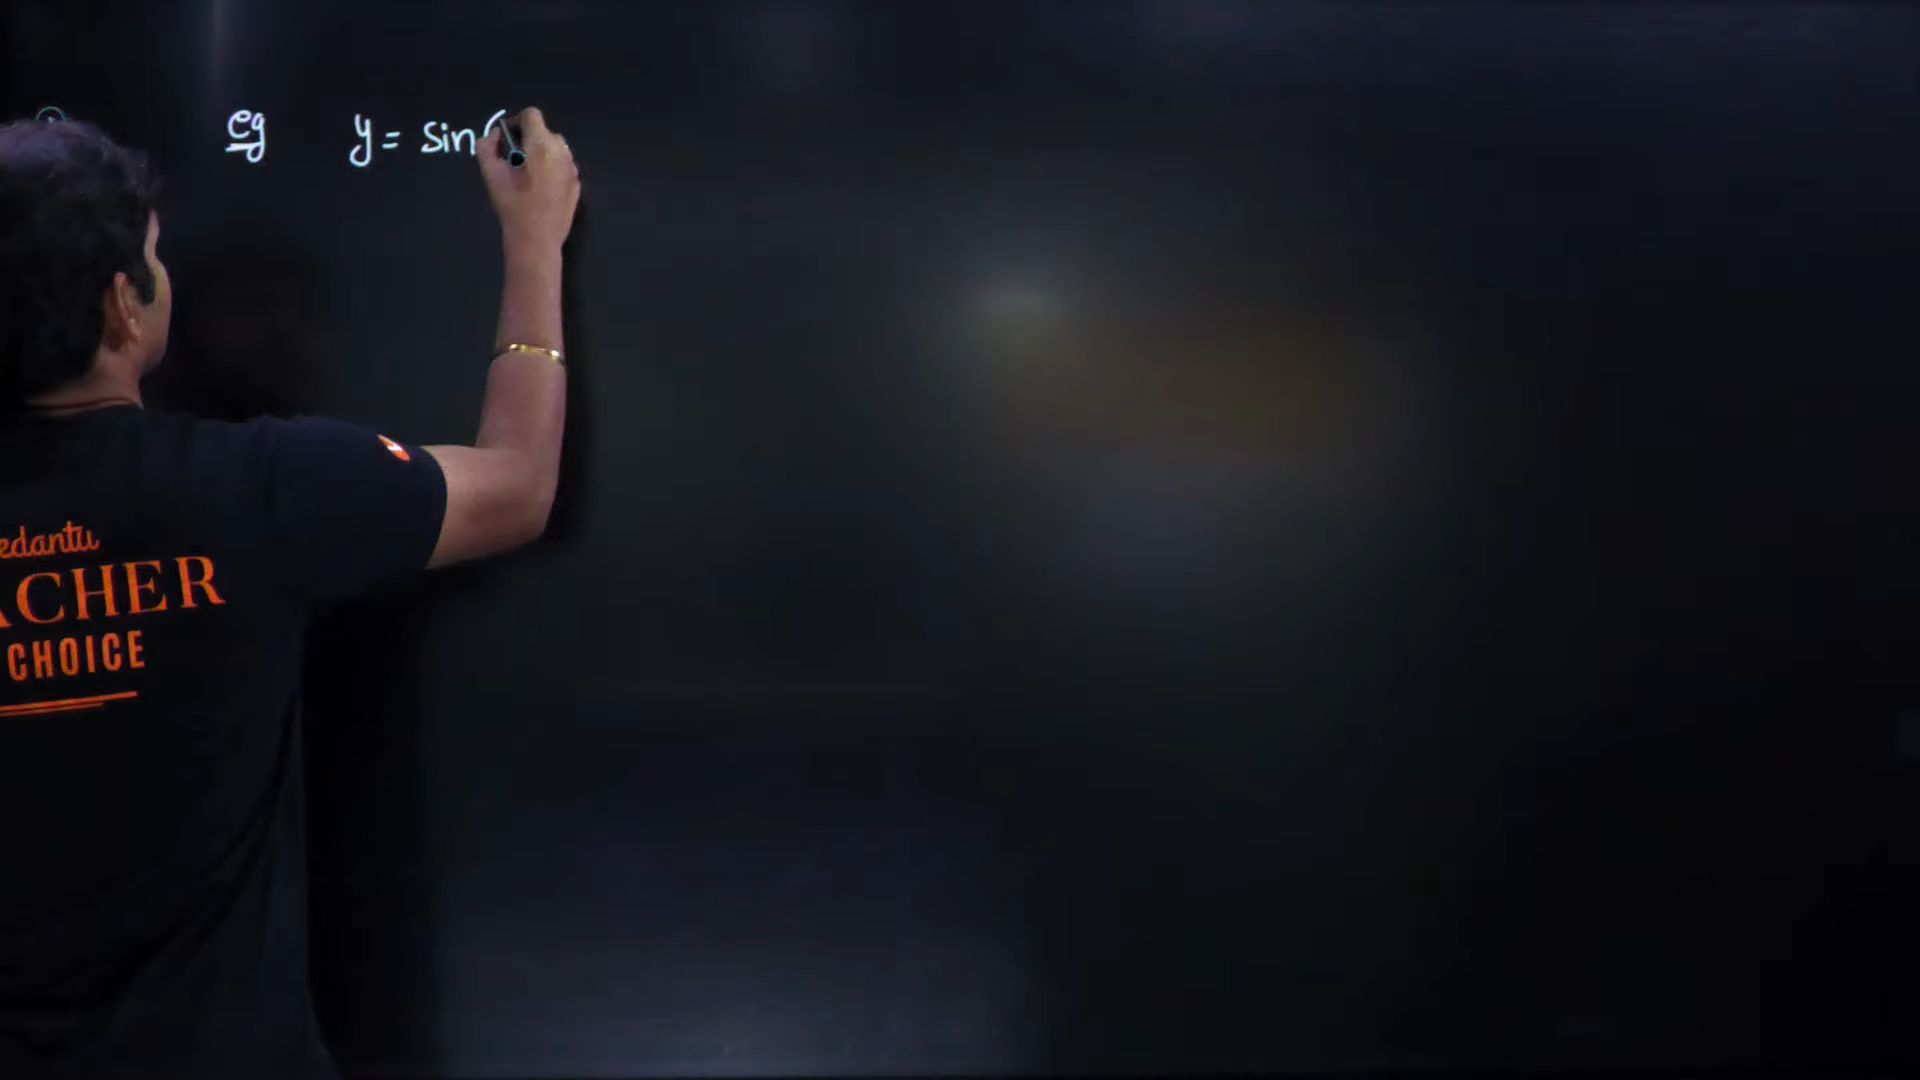 eg y = sin(
edantu
ACHER
CHOICE